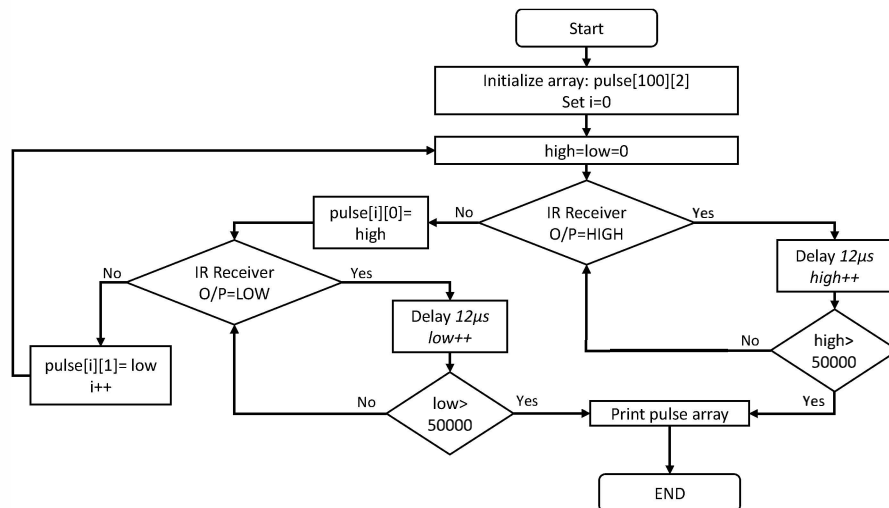 Start
Initialize array: pulse[100][2]
Set i=0
high=low=0
IR Receiver
O/P=HIGH
No
Yes
pulse[i][0]=
high
Delay 12µs
high++
high>
50000
No
Yes
IR Receiver
O/P=LOW
No
Yes
Delay 12µs
low++
pulse[i][1]= low
i++
low>
50000
No
Yes
Print pulse array
END